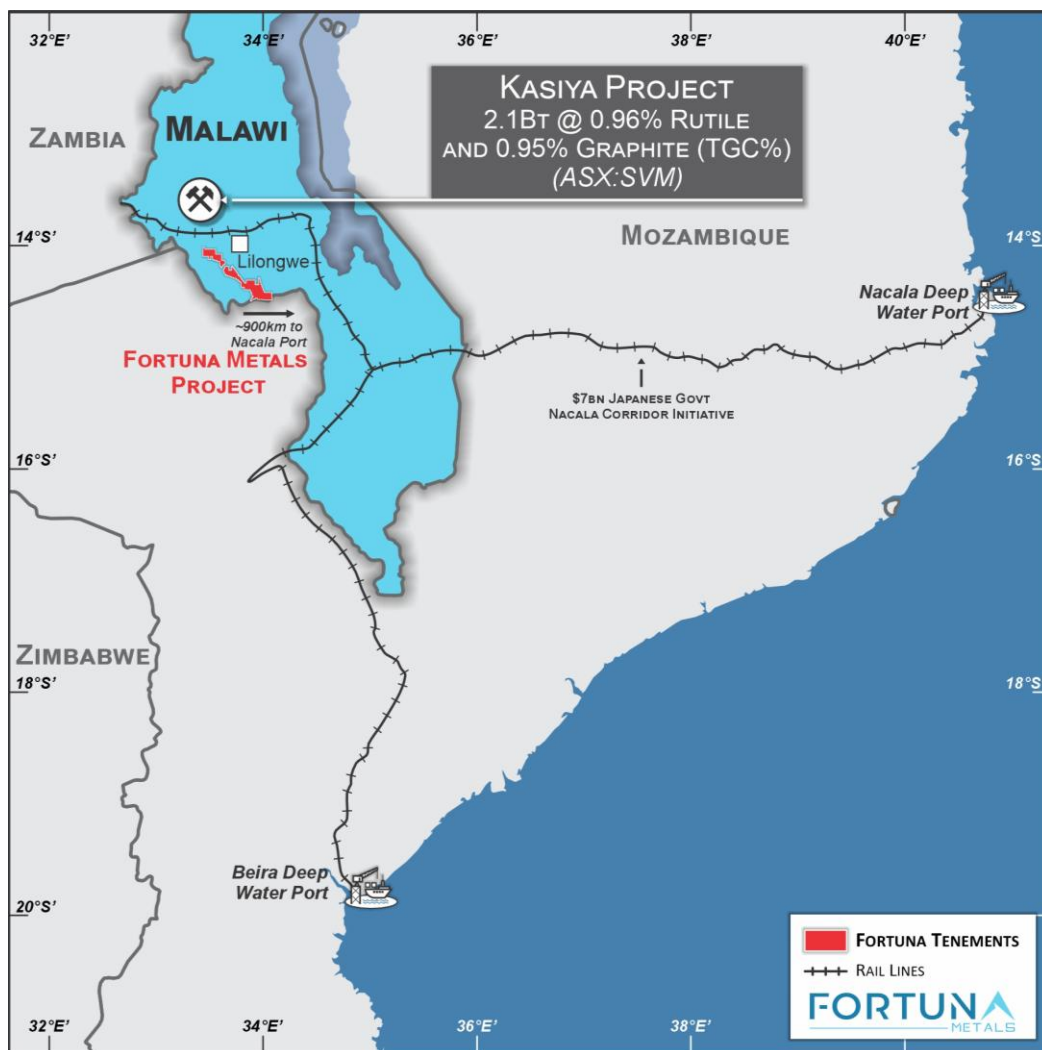 32°E’ 34°E’ 36°E’ 38°E’ 40°E’
KASIYA PROJECT
2.1BT @ 0.96% RUTILE
AND 0.95% GRAPHITE (TGC%)
(ASX:SVM)
ZAMBIA
MALAWI
MOZAMBIQUE
14°S’ 14°S’
Lilongwe
Nacala Deep
Water Port
~900km to
Nacala Port
FORTUNA METALS
PROJECT
$7BN JAPANESE GOVT
NACALA CORRIDOR INITIATIVE
16°S’ 16°S’
ZIMBABWE
18°S’ 18°S’
Beira Deep
Water Port
20°S’
FORTUNA TENEMENTS
RAIL LINES
FORTUNA
METALS
32°E’ 34°E’ 36°E’ 38°E’